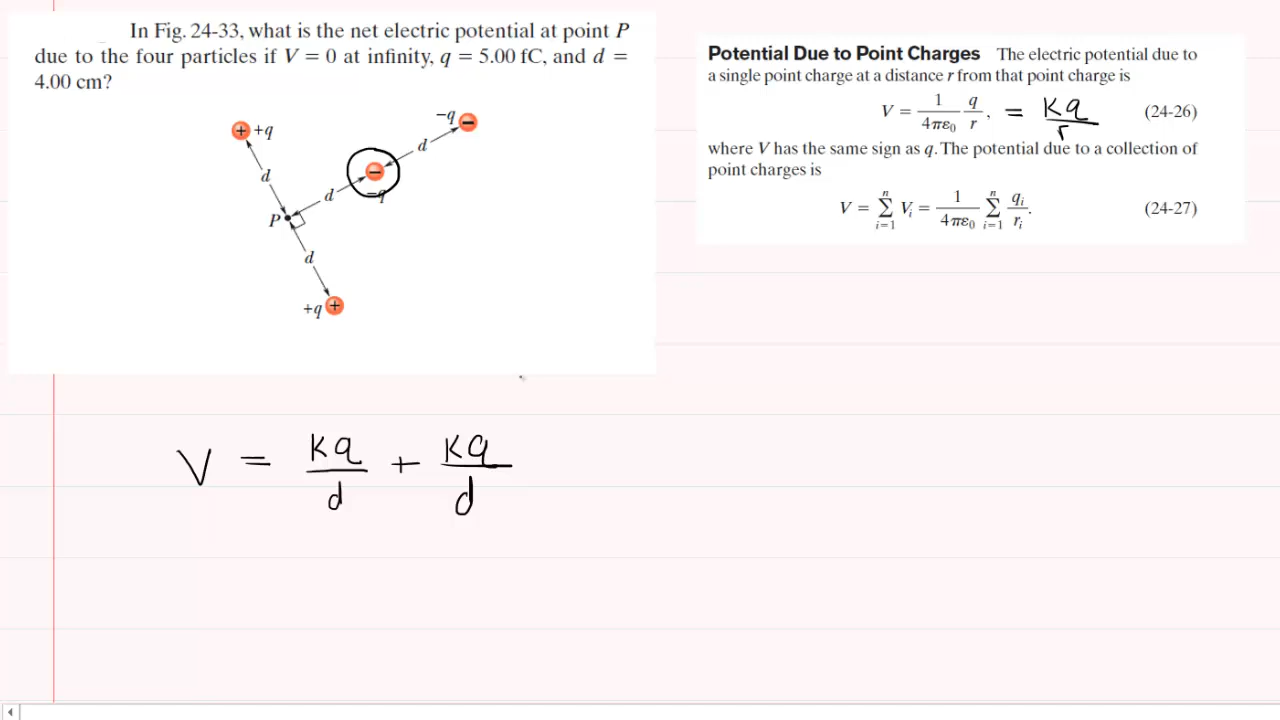 In Fig. 24-33, what is the net electric potential at point P
due to the four particles if V = 0 at infinity, q = 5.00 fC, and d =
4.00 cm?
+q
-q
d
d
d
-q
P
d
+q
Potential Due to Point Charges The electric potential due to
a single point charge at a distance r from that point charge is
V = 1/4πε₀ q/r, = Kq/r (24-26)
where V has the same sign as q. The potential due to a collection of
point charges is
V = Σ_{i=1}^{n} V_i = 1/4πε₀ Σ_{i=1}^{n} q_i/r_i. (24-27)
V = Kq/d + Kq/d